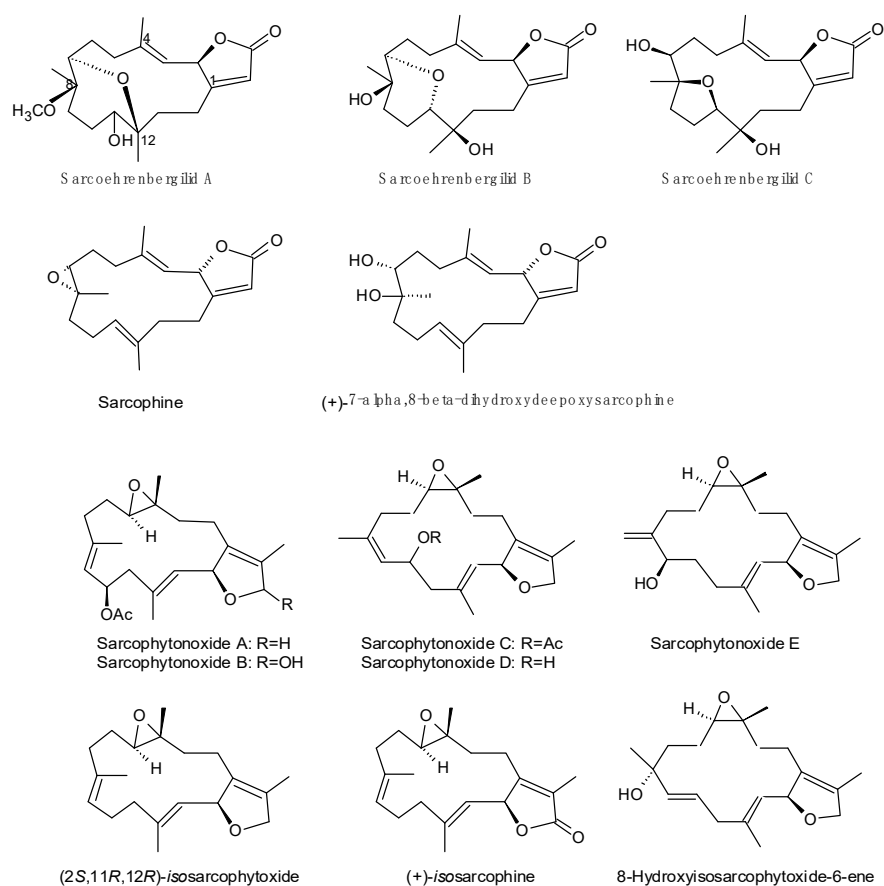 4
O
O
8
O
1
H3CO
OH
12
Sarcoehrenbergilid A
O
O
O
HO
OH
Sarcoehrenbergilid B
HO
O
O
O
OH
Sarcoehrenbergilid C
O
O
O
Sarcophine
HO
HO
O
O
(+)-7-alpha,8-beta-dihydroxydeepoxysarcophine
O
H
OAc
O
R
Sarcophytonoxide A: R=H
Sarcophytonoxide B: R=OH
H
O
OR
O
Sarcophytonoxide C: R=Ac
Sarcophytonoxide D: R=H
H
O
HO
O
Sarcophytonoxide E
O
H
O
(2S,11R,12R)-isosarcophytoxide
O
H
O
O
(+)-isosarcophine
H
O
HO
O
8-Hydroxyisosarcophytoxide-6-ene